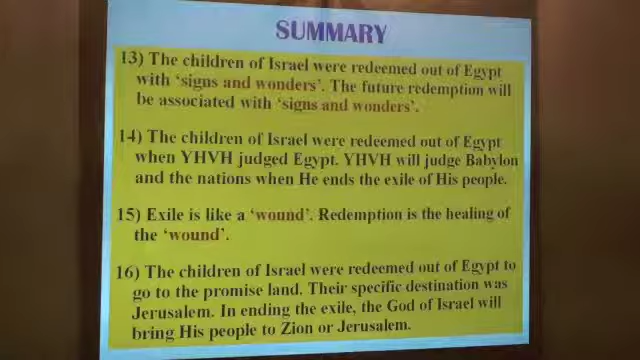 SUMMARY
13) The children of Israel were redeemed out of Egypt
with ‘signs and wonders’. The future redemption will
be associated with ‘signs and wonders’.
14) The children of Israel were redeemed out of Egypt
when YHVH judged Egypt. YHVH will judge Babylon
and the nations when He ends the exile of His people.
15) Exile is like a ‘wound’. Redemption is the healing of
the ‘wound’.
16) The children of Israel were redeemed out of Egypt to
go to the promise land. Their specific destination was
Jerusalem. In ending the exile, the God of Israel will
bring His people to Zion or Jerusalem.